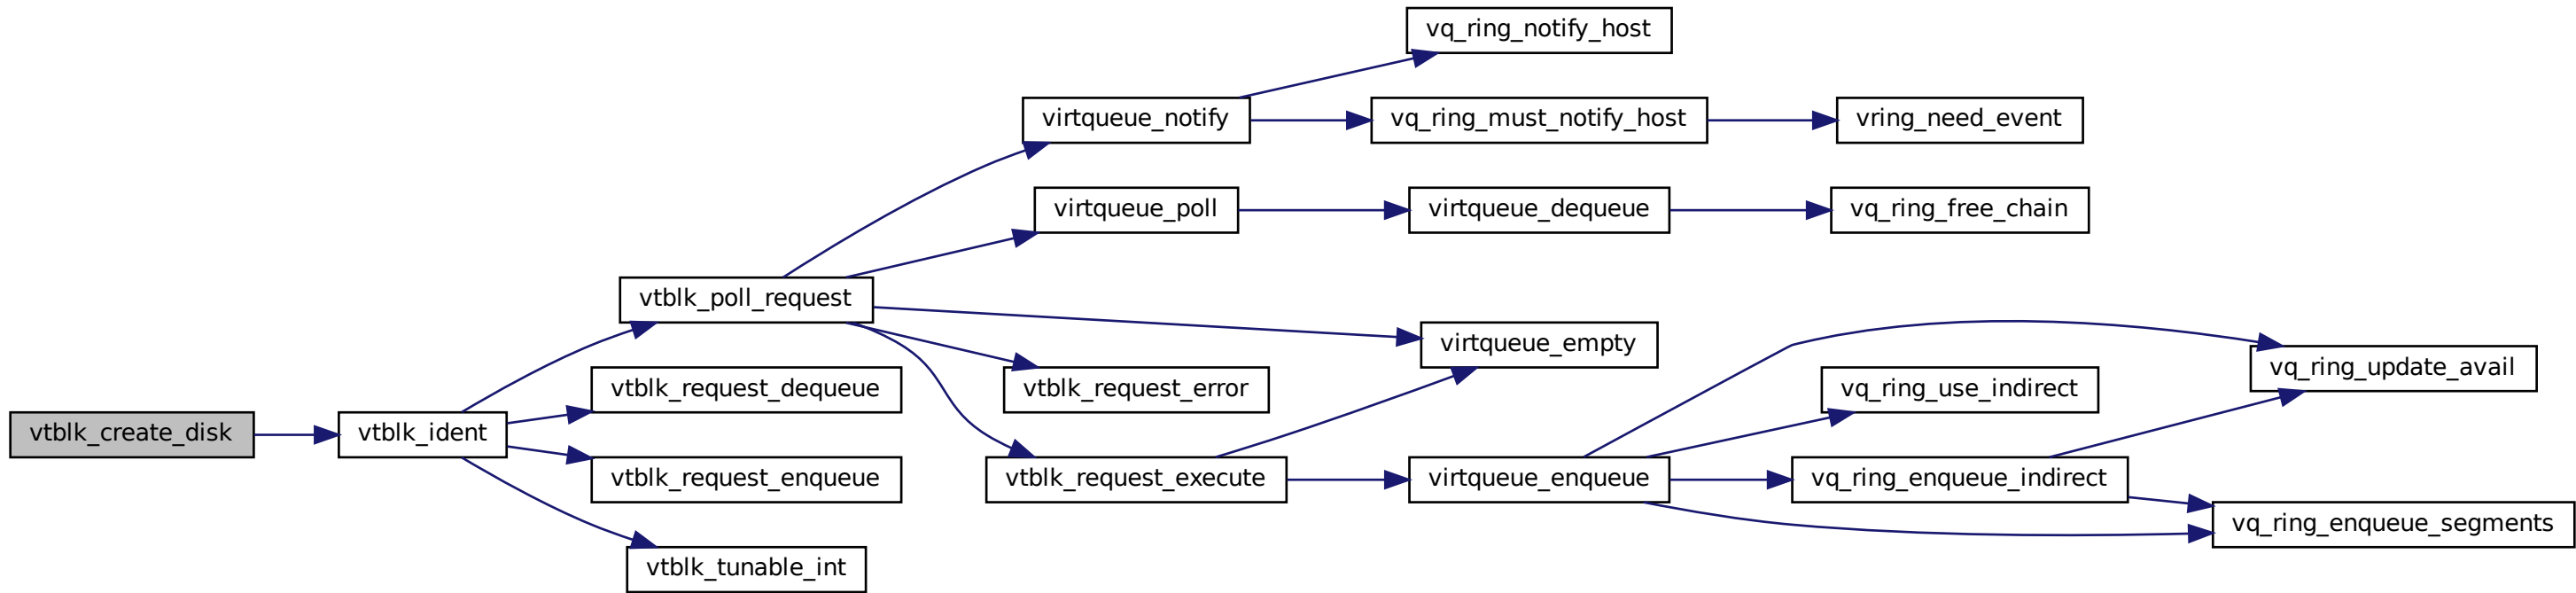 vq_ring_notify_host
virtqueue_notify
vq_ring_must_notify_host
vring_need_event
virtqueue_poll
virtqueue_dequeue
vq_ring_free_chain
vtblk_poll_request
virtqueue_empty
vq_ring_update_avail
vtblk_request_dequeue
vtblk_request_error
vq_ring_use_indirect
vtblk_create_disk
vtblk_ident
vtblk_request_enqueue
vtblk_request_execute
virtqueue_enqueue
vq_ring_enqueue_indirect
vq_ring_enqueue_segments
vtblk_tunable_int